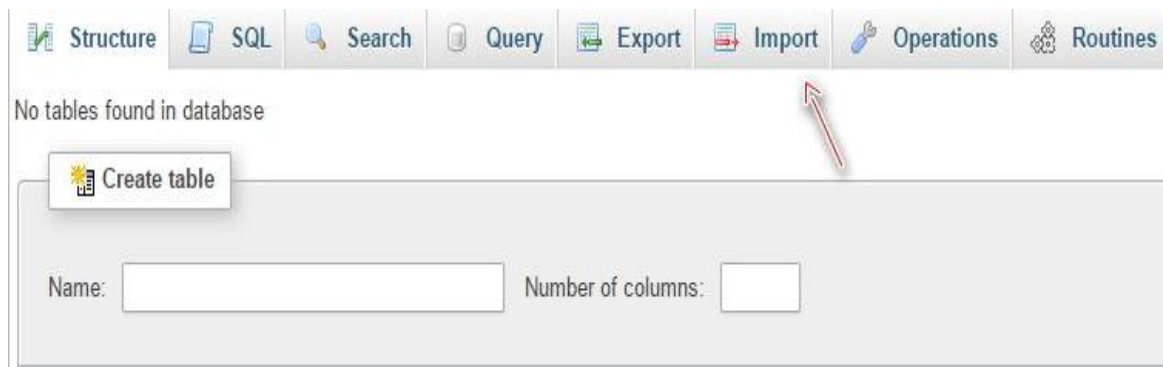 Structure SQL Search Query Export Import Operations Routines
No tables found in database
Create table
Name: Number of columns: